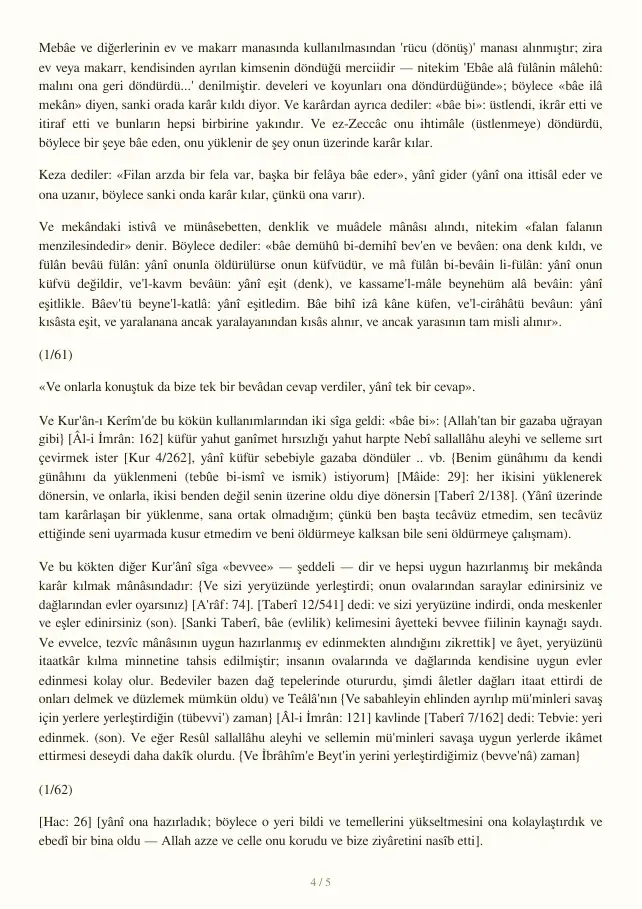 Mebâe ve diğerlerinin ev ve makarr manasında kullanılmasından 'rücu (dönüş)' manası alınmıştır; zira
ev veya makarr, kendisinden ayrılan kimsenin döndüğü merciidir — nitekim 'Ebâe alâ fülânin mâlehû:
malını ona geri döndürdü...' denilmiştir. develeri ve koyunları ona döndürdüğünde»; böylece «bâe ilâ
mekân» diyen, sanki orada karâr kıldı diyor. Ve karârdan ayrıca dediler: «bâe bi»: üstlendi, ikrâr etti ve
itiraf etti ve bunların hepsi birbirine yakındır. Ve ez-Zeccâc onu ihtimâle (üstlenmeye) döndürdü,
böylece bir şeye bâe eden, onu yüklenir de şey onun üzerinde karâr kılar.
Keza dediler: «Filan arzda bir fela var, başka bir felâya bâe eder», yânî gider (yânî ona ittisâl eder ve
ona uzanır, böylece sanki onda karâr kılar, çünkü ona varır).
Ve mekândaki istivâ ve münâsebetten, denklik ve muâdele mânâsı alındı, nitekim «falan falanın
menzilesindedir» denir. Böylece dediler: «bâe demühû bi-demihî bev'en ve bevâen: ona denk kıldı, ve
fülân bevâü fülân: yânî onunla öldürülürse onun küfvüdür, ve mâ fülân bi-bevâin li-fülân: yânî onun
küfvü değildir, ve'l-kavm bevâün: yânî eşit (denk), ve kassame'l-mâle beynehüm alâ bevâin: yânî
eşitlikle. Bâev'tü beyne'l-katlâ: yânî eşitledim. Bâe bihî izâ kâne küfen, ve'l-cirâhâtü bevâun: yânî
kısâsta eşit, ve yaralanana ancak yaralayanından kısâs alınır, ve ancak yarasının tam misli alınır».
(1/61)
«Ve onlarla konuştuk da bize tek bir bevâdan cevap verdiler, yânî tek bir cevap».
Ve Kur'ân-ı Kerîm'de bu kökün kullanımlarından iki sîga geldi: «bâe bi»: {Allah'tan bir gazaba uğrayan
gibi} [Âl-i İmrân: 162] küfür yahut ganîmet hırsızlığı yahut harpte Nebî sallallâhu aleyhi ve selleme sırt
çevirmek ister [Kur 4/262], yânî küfür sebebiyle gazaba döndüler .. vb. {Benim günâhımı da kendi
günâhını da yüklenmeni (tebûe bi-ismî ve ismik) istiyorum} [Mâide: 29]: her ikisini yüklenerek
dönersin, ve onlarla, ikisi benden değil senin üzerine oldu diye dönersin [Taberî 2/138]. (Yânî üzerinde
tam karârlaşan bir yüklenme, sana ortak olmadığım; çünkü ben başta tecâvüz etmedim, sen tecâvüz
ettiğinde seni uyarmada kusur etmedim ve beni öldürmeye kalksan bile seni öldürmeye çalışmam).
Ve bu kökten diğer Kur'ânî sîga «bevvee» — şeddeli — dir ve hepsi uygun hazırlanmış bir mekânda
karâr kılmak mânâsındadır: {Ve sizi yeryüzünde yerleştirdi; onun ovalarından saraylar edinirsiniz ve
dağlarından evler oyarsınız} [A'râf: 74]. [Taberî 12/541] dedi: ve sizi yeryüzüne indirdi, onda meskenler
ve eşler edinirsiniz (son). [Sanki Taberî, bâe (evlilik) kelimesini âyetteki bevvee fiilinin kaynağı saydı.
Ve evvelce, tezvîc mânâsının uygun hazırlanmış ev edinmekten alındığını zikrettik] ve âyet, yeryüzünü
itaatkâr kılma minnetine tahsis edilmiştir; insanın ovalarında ve dağlarında kendisine uygun evler
edinmesi kolay olur. Bedeviler bazen dağ tepelerinde otururdu, şimdi âletler dağları itaat ettirdi de
onları delmek ve düzlemek mümkün oldu) ve Teâlâ'nın {Ve sabahleyin ehlinden ayrılıp mü'minleri savaş
için yerlere yerleştirdiğin (tübevvi') zaman} [Âl-i İmrân: 121] kavlinde [Taberî 7/162] dedi: Tebvie: yeri
edinmek. (son). Ve eğer Resûl sallallâhu aleyhi ve sellemin mü'minleri savaşa uygun yerlerde ikâmet
ettirmesi deseydi daha dakîk olurdu. {Ve İbrâhîm'e Beyt'in yerini yerleştirdiğimiz (bevve'nâ) zaman}
(1/62)
[Hac: 26] [yânî ona hazırladık; böylece o yeri bildi ve temellerini yükseltmesini ona kolaylaştırdık ve
ebedî bir bina oldu — Allah azze ve celle onu korudu ve bize ziyâretini nasîb etti].
4 / 5